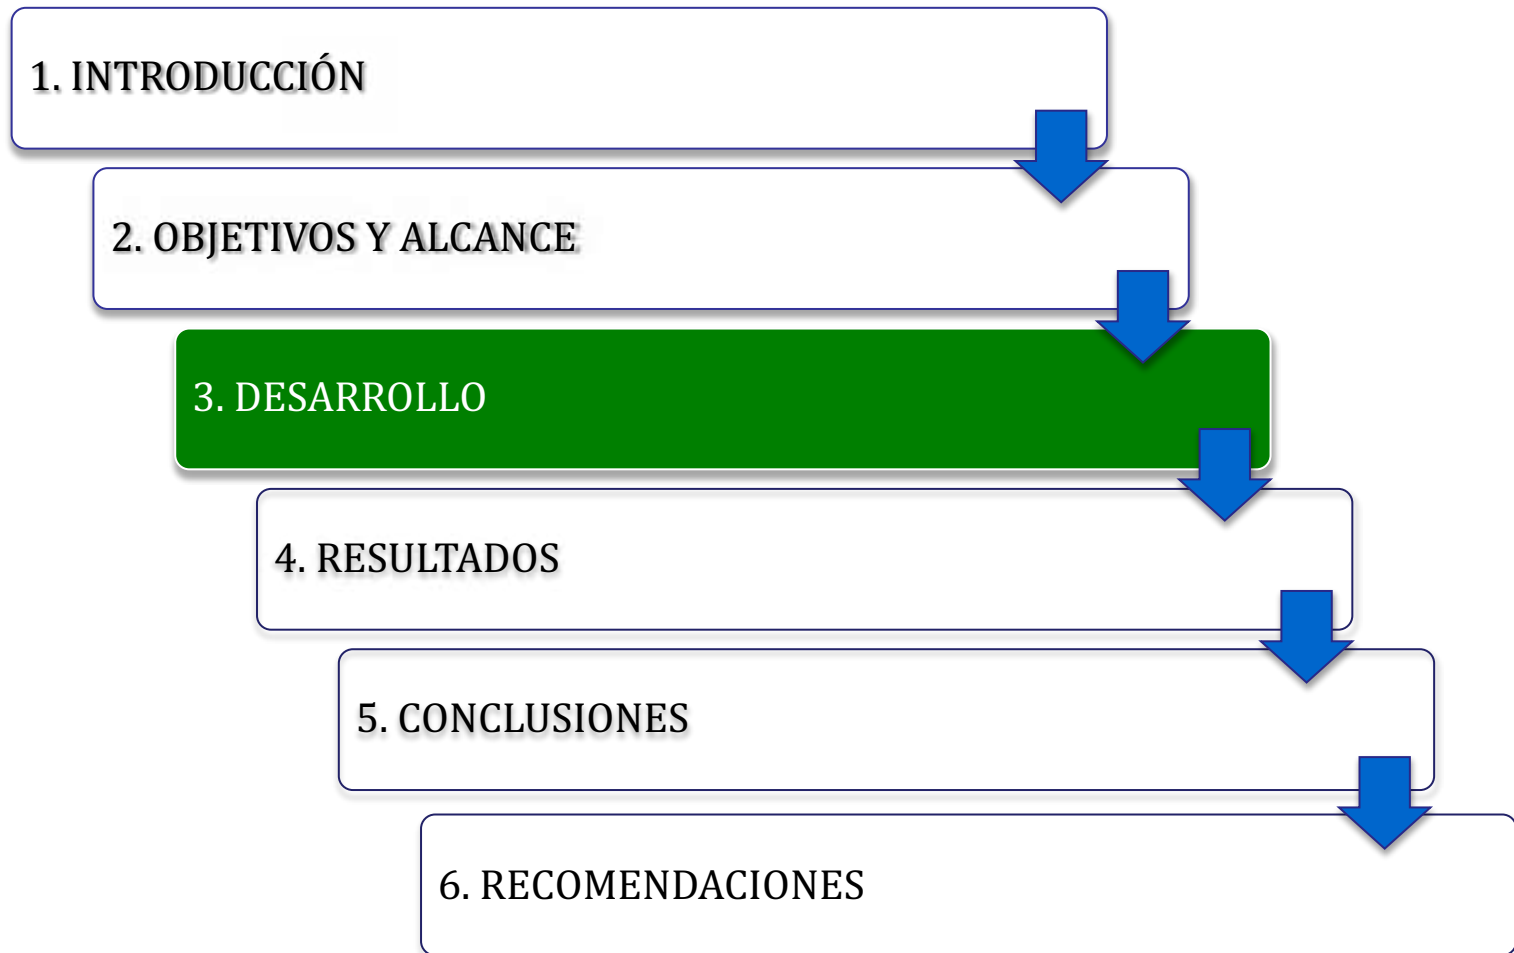 1. INTRODUCCIÓN
2. OBJETIVOS Y ALCANCE
3. DESARROLLO
4. RESULTADOS
5. CONCLUSIONES
6. RECOMENDACIONES